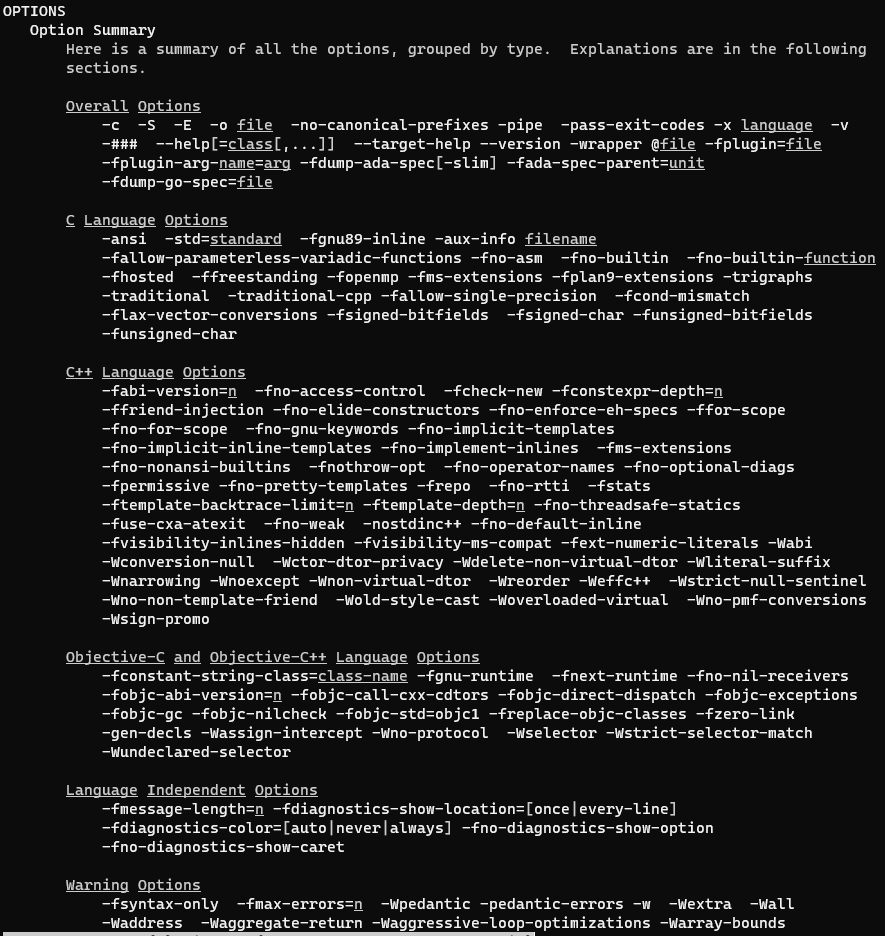 OPTIONS
Option Summary
Here is a summary of all the options, grouped by type.  Explanations are in the following
sections.
Overall Options
-c  -S  -E  -o file  -no-canonical-prefixes -pipe  -pass-exit-codes -x language  -v
-###  --help[=class[,...]]  --target-help --version -wrapper @file -fplugin=file
-fplugin-arg-name=arg -fdump-ada-spec[-slim] -fada-spec-parent=unit
-fdump-go-spec=file
C Language Options
-ansi  -std=standard  -fgnu89-inline -aux-info filename
-fallow-parameterless-variadic-functions -fno-asm  -fno-builtin  -fno-builtin-function
-fhosted  -ffreestanding -fopenmp -fms-extensions -fplan9-extensions -trigraphs
-traditional  -traditional-cpp -fallow-single-precision  -fcond-mismatch
-flax-vector-conversions -fsigned-bitfields  -fsigned-char -funsigned-bitfields
-funsigned-char
C++ Language Options
-fabi-version=n  -fno-access-control  -fcheck-new -fconstexpr-depth=n
-ffriend-injection -fno-elide-constructors -fno-enforce-eh-specs -ffor-scope
-fno-for-scope  -fno-gnu-keywords -fno-implicit-templates
-fno-implicit-inline-templates -fno-implement-inlines  -fms-extensions
-fno-nonansi-builtins  -fnothrow-opt  -fno-operator-names -fno-optional-diags
-fpermissive -fno-pretty-templates -frepo  -fno-rtti  -fstats
-ftemplate-backtrace-limit=n -ftemplate-depth=n -fno-threadsafe-statics
-fuse-cxa-atexit  -fno-weak  -nostdinc++ -fno-default-inline
-fvisibility-inlines-hidden -fvisibility-ms-compat -fext-numeric-literals -Wabi
-Wconversion-null  -Wctor-dtor-privacy -Wdelete-non-virtual-dtor -Wliteral-suffix
-Wnarrowing -Wnoexcept -Wnon-virtual-dtor  -Wreorder -Weffc++  -Wstrict-null-sentinel
-Wno-non-template-friend  -Wold-style-cast -Woverloaded-virtual  -Wno-pmf-conversions
-Wsign-promo
Objective-C and Objective-C++ Language Options
-fconstant-string-class=class-name -fgnu-runtime  -fnext-runtime -fno-nil-receivers
-fobjc-abi-version=n -fobjc-call-cxx-cdtors -fobjc-direct-dispatch -fobjc-exceptions
-fobjc-gc -fobjc-nilcheck -fobjc-std=objc1 -freplace-objc-classes -fzero-link
-gen-decls -Wassign-intercept -Wno-protocol  -Wselector -Wstrict-selector-match
-Wundeclared-selector
Language Independent Options
-fmessage-length=n -fdiagnostics-show-location=[once|every-line]
-fdiagnostics-color=[auto|never|always] -fno-diagnostics-show-option
-fno-diagnostics-show-caret
Warning Options
-fsyntax-only  -fmax-errors=n  -Wpedantic -pedantic-errors -w  -Wextra  -Wall
-Waddress  -Waggregate-return -Waggressive-loop-optimizations -Warray-bounds